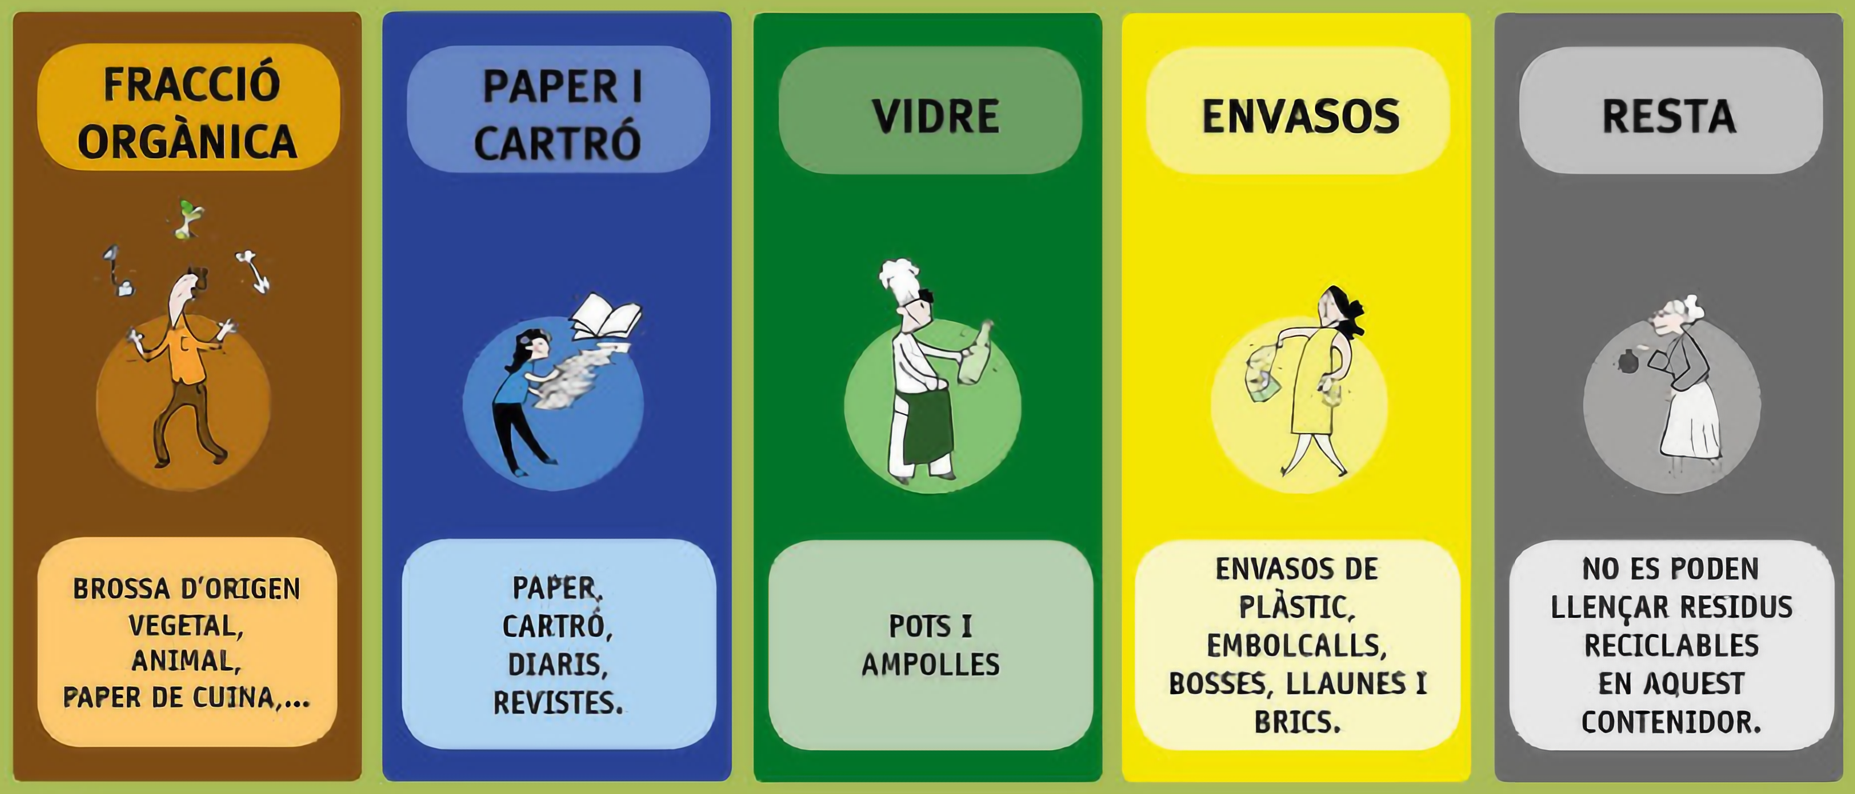 FRACCIÓ
ORGÀNICA
BROSSA D'ORIGEN
VEGETAL,
ANIMAL,
PAPER DE CUINA,...
PAPER I
CARTRÓ
PAPER,
CARTRÓ,
DIARIS,
REVISTES.
VIDRE
POTS I
AMPOLLES
ENVASOS
ENVASOS DE
PLÀSTIC,
EMBOLCALLS,
BOSSES, LLAUNES I
BRICS.
RESTA
NO ES PODEN
LLENÇAR RESIDUS
RECICLABLES
EN AQUEST
CONTENIDOR.